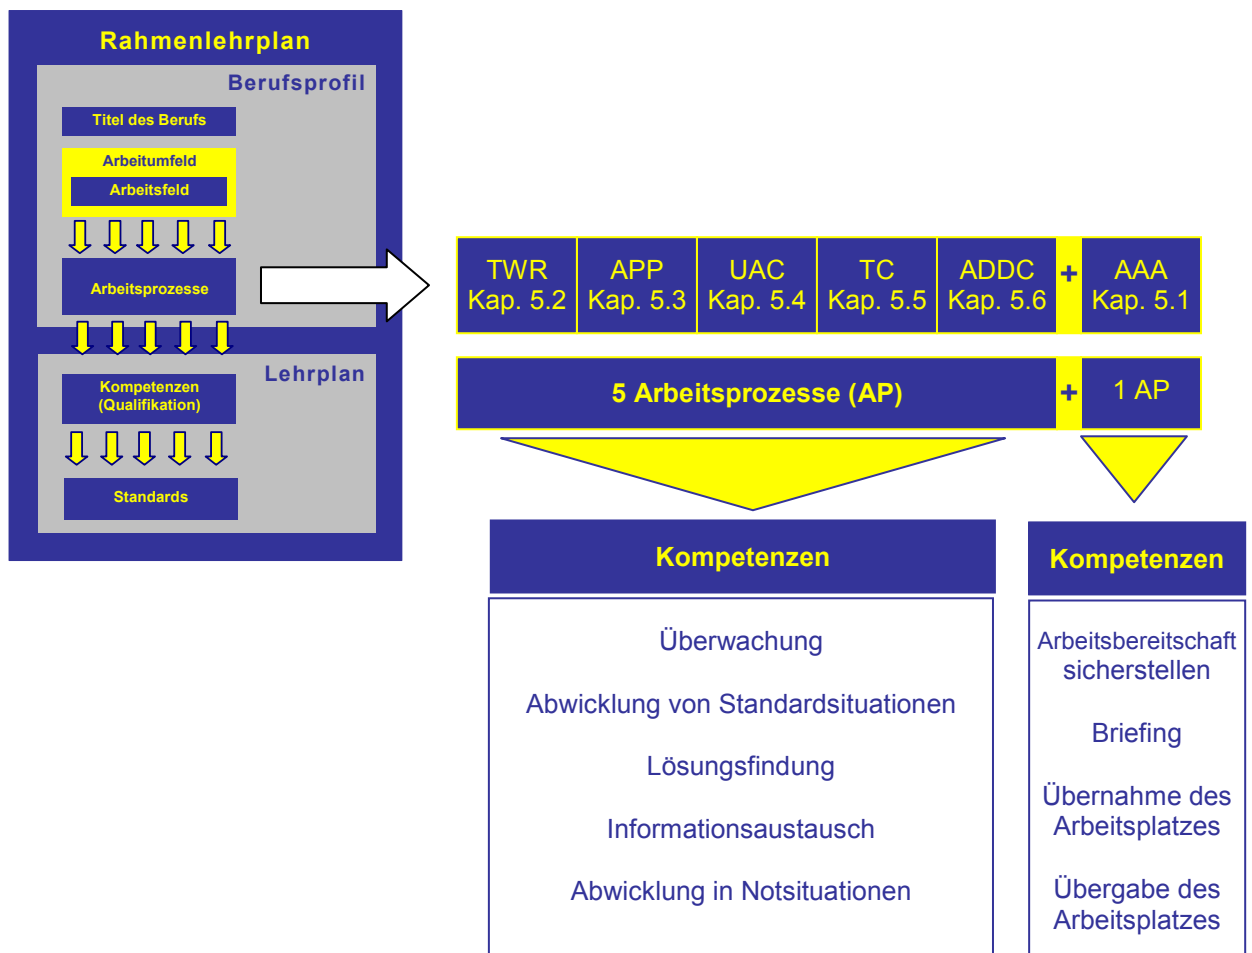 Rahmenlehrplan
Berufsprofil
Titel des Berufs
Arbeitumfeld
Arbeitsfeld
Arbeitsprozesse
Lehrplan
Kompetenzen
(Qualifikation)
Standards
TWR
Kap. 5.2
APP
Kap. 5.3
UAC
Kap. 5.4
TC
Kap. 5.5
ADDC
Kap. 5.6
+
AAA
Kap. 5.1
5 Arbeitsprozesse (AP)
+
1 AP
Kompetenzen
Überwachung
Abwicklung von Standardsituationen
Lösungsfindung
Informationsaustausch
Abwicklung in Notsituationen
Kompetenzen
Arbeitsbereitschaft
sicherstellen
Briefing
Übernahme des
Arbeitsplatzes
Übergabe des
Arbeitsplatzes